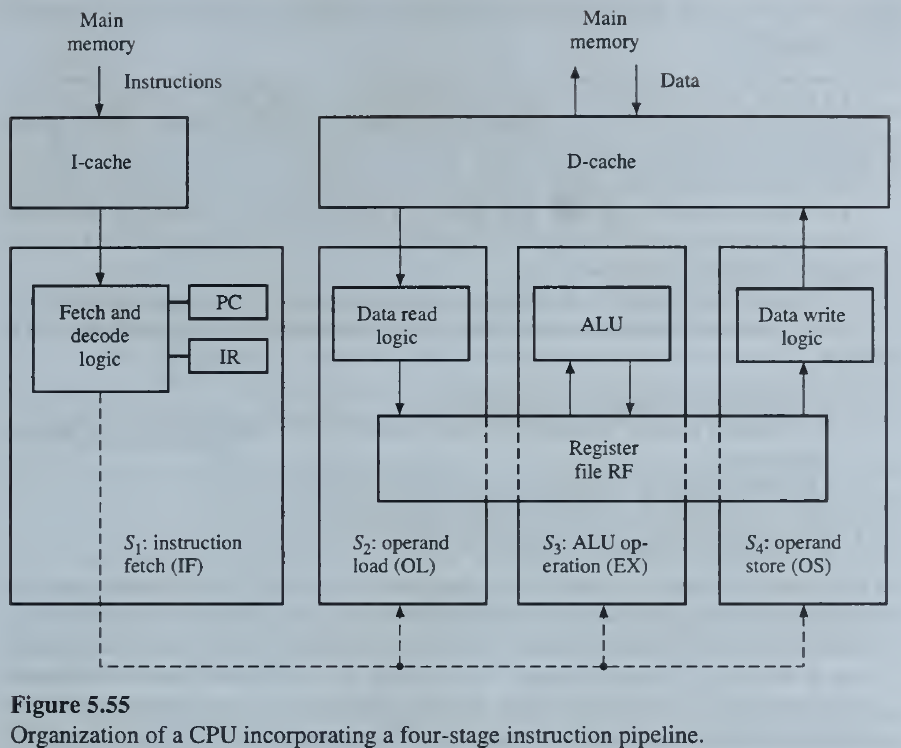 Main
memory
Instructions
I-cache
Main
memory
Data
D-cache
Fetch and
decode
logic
PC
IR
Data read
logic
ALU
Data write
logic
Register
file RF
S1: instruction
fetch (IF)
S2: operand
load (OL)
S3: ALU op-
eration (EX)
S4: operand
store (OS)
Figure 5.55
Organization of a CPU incorporating a four-stage instruction pipeline.